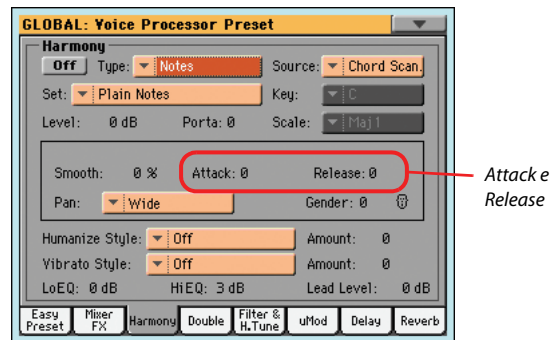 GLOBAL: Voice Processor Preset
Harmony
Off Type: Notes Source: Chord Scan.
Set: Plain Notes Key: C
Level: 0 dB Porta: 0 Scale: Maj1
Smooth: 0 % Attack: 0 Release: 0
Attack e
Release
Pan: Wide Gender: 0
Humanize Style: Off Amount: 0
Vibrato Style: Off Amount: 0
LoEQ: 0 dB HiEQ: 3 dB Lead Level: 0 dB
Easy Preset Mixer FX Harmony Double Filter & H.Tune uMod Delay Reverb